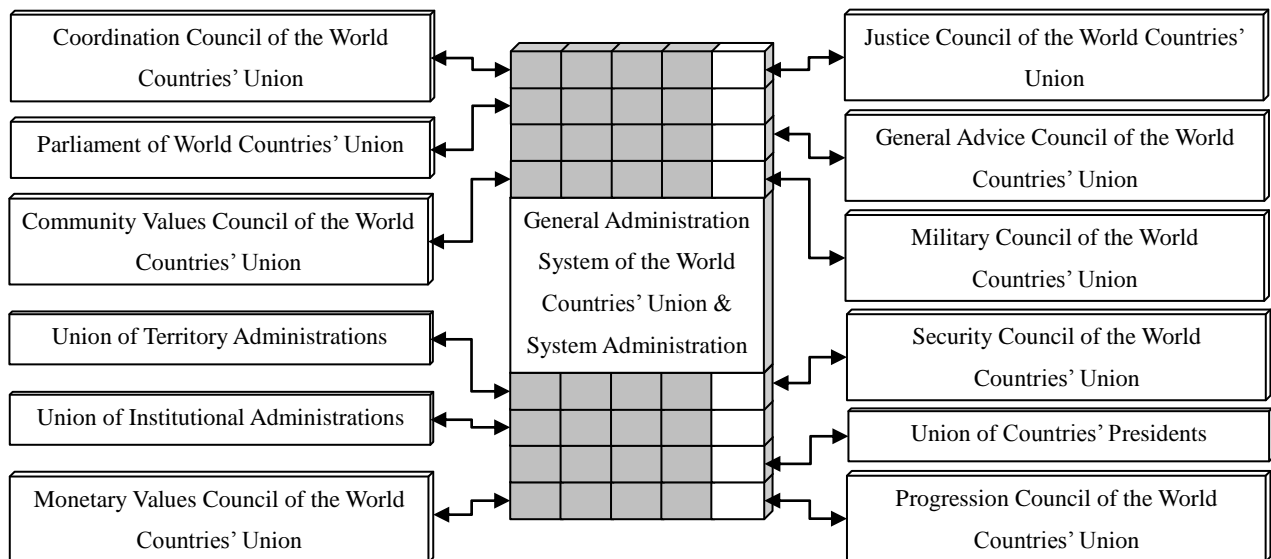 Coordination Council of the World
Countries’ Union
Parliament of World Countries’ Union
Community Values Council of the World
Countries’ Union
Union of Territory Administrations
Union of Institutional Administrations
Monetary Values Council of the World
Countries’ Union
General Administration
System of the World
Countries’ Union &
System Administration
Justice Council of the World Countries’
Union
General Advice Council of the World
Countries’ Union
Military Council of the World
Countries’ Union
Security Council of the World
Countries’ Union
Union of Countries’ Presidents
Progression Council of the World
Countries’ Union